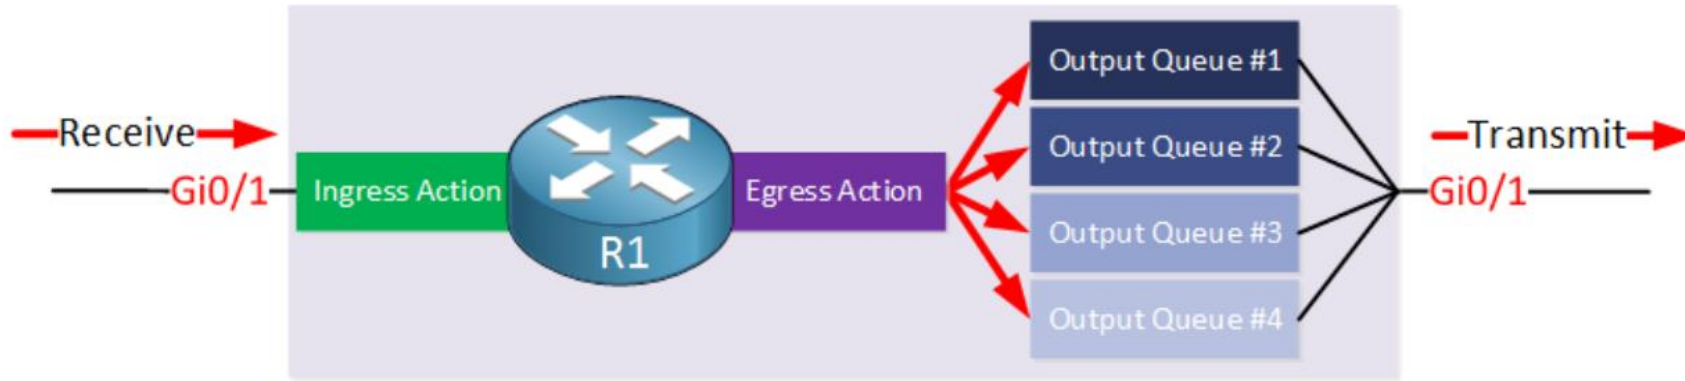 Receive
Gi0/1
Ingress Action
R1
Egress Action
Output Queue #1
Output Queue #2
Output Queue #3
Output Queue #4
Transmit
Gi0/1